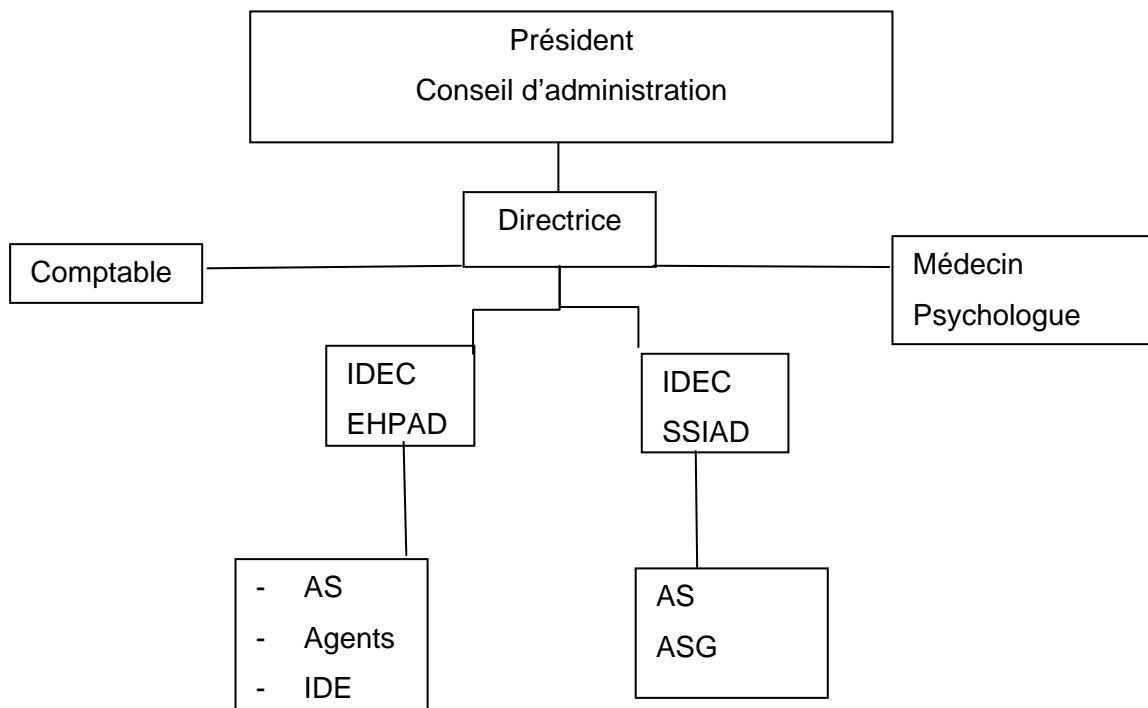 Président
Conseil d’administration
Directrice
Comptable
Médecin
Psychologue
IDEC
EHPAD
IDEC
SSIAD
- AS
- Agents
- IDE
AS
ASG